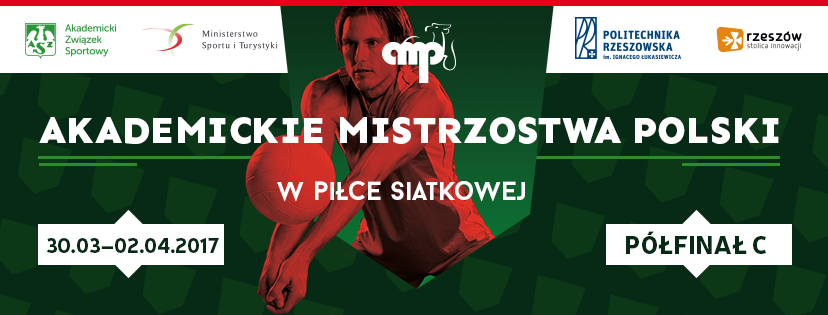 Akademicki
Związek
Sportowy
AZS
Ministerstwo
Sportu i Turystyki
amp
PR
POLITECHNIKA
RZESZOWSKA
im. IGNACEGO ŁUKASIEWICZA
rzeszów
stolica innowacji
AKADEMICKIE MISTRZOSTWA POLSKI
W PIŁCE SIATKOWEJ
30.03–02.04.2017
PÓŁFINAŁ C